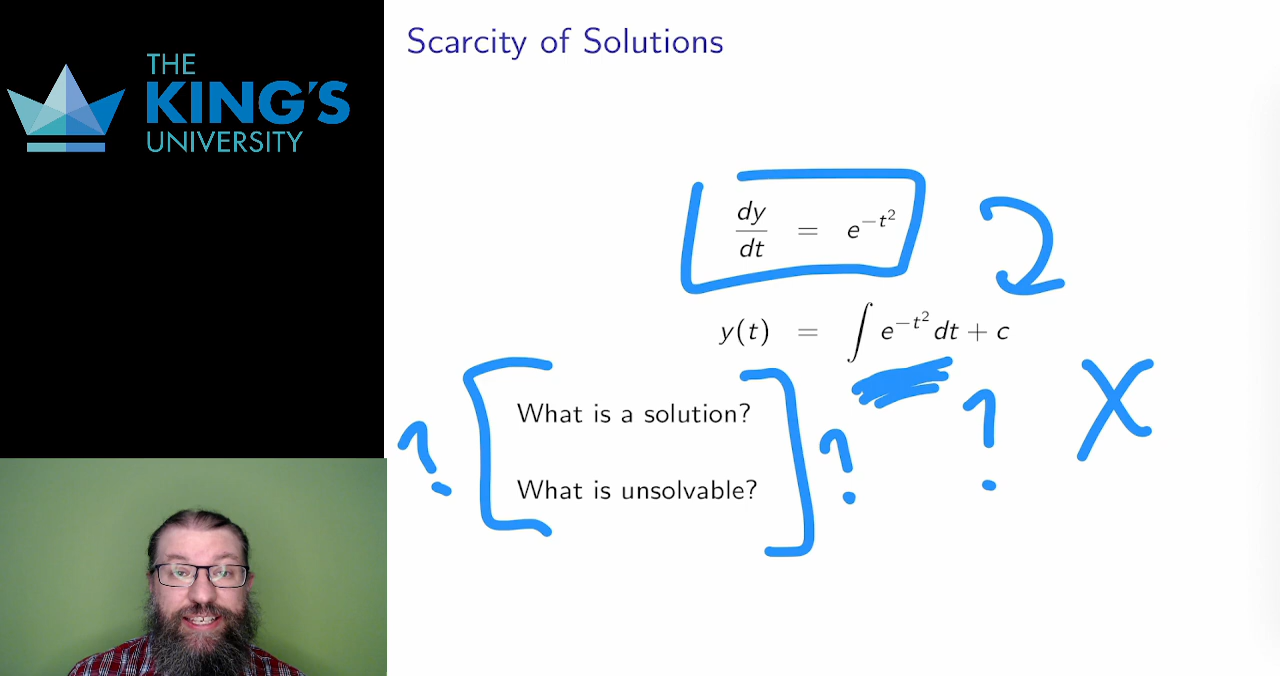 THE
KING'S
UNIVERSITY
Scarcity of Solutions
dy/dt = e^{-t^2}
y(t) = ∫ e^{-t^2} dt + c
What is a solution?
What is unsolvable?
? ? ? X